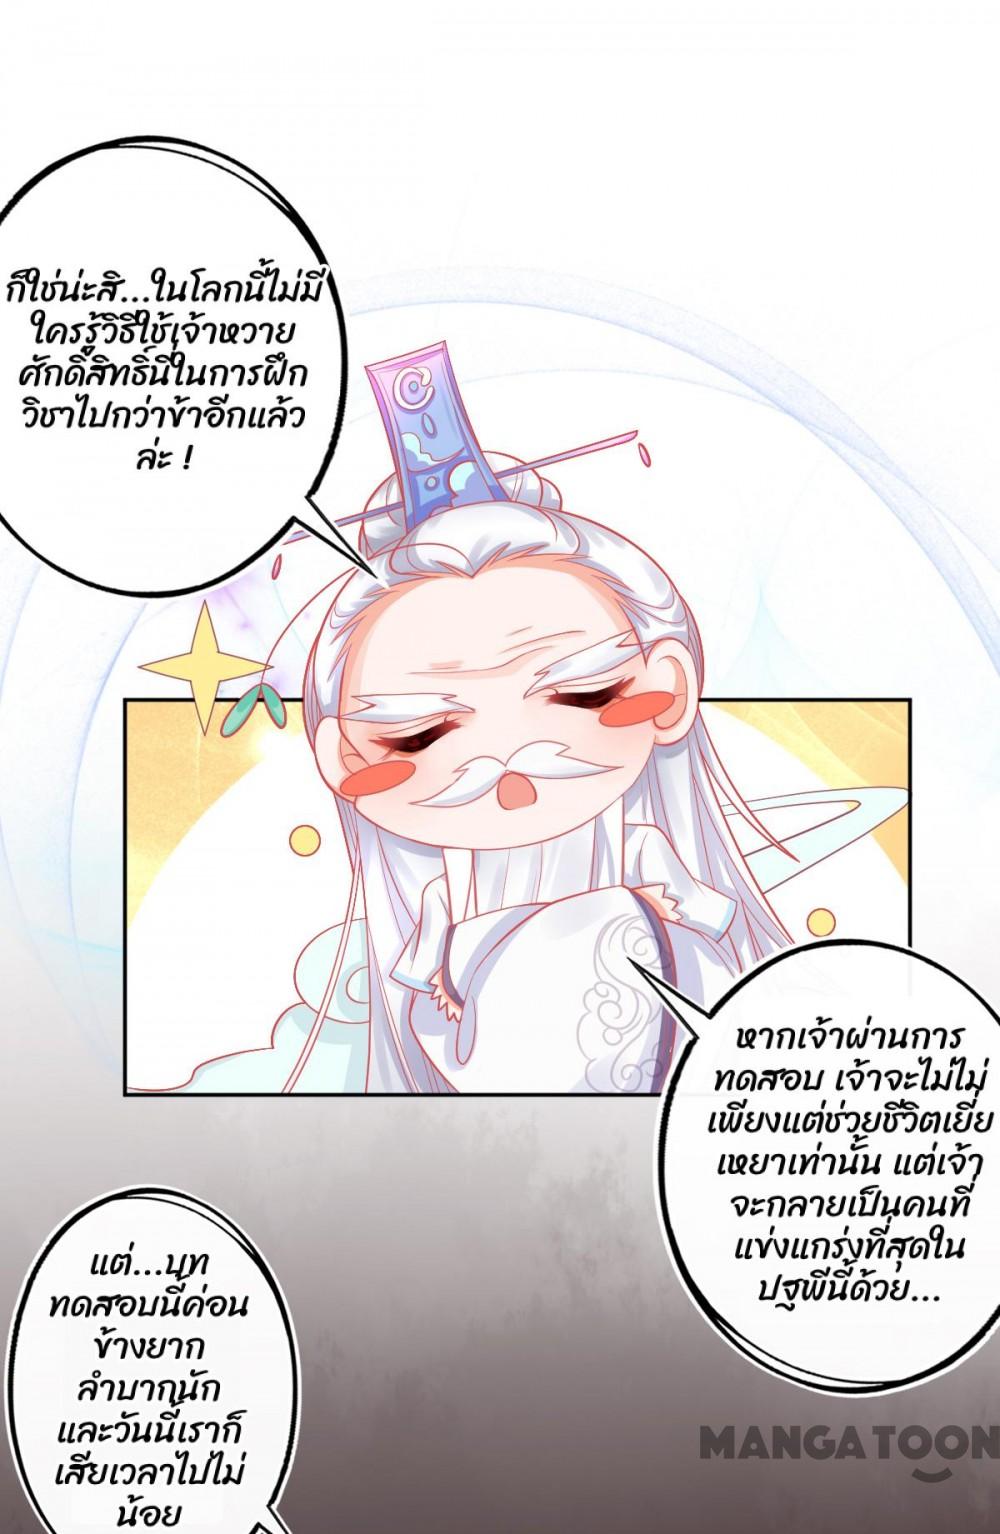 ก็ใช่น่ะสิ...ในโลกนี้ไม่มี
ใครรู้วิธีใช้เจ้าหวาย
ศักดิ์สิทธิ์นี่ในการฝึก
วิชาไปกว่าข้าอีกแล้ว
ล่ะ !
หากเจ้าผ่านการ
ทดสอบ เจ้าจะไม่ไม่
เพียงแต่ช่วยชีวิตเยี่ย
เหยาเท่านั้น แต่เจ้า
จะกลายเป็นคนที่
แข่งแกร่งที่สุดใน
ปฐพีนี้ด้วย...
แต่...บท
ทดสอบนี้ค่อน
ข้างยาก
ลำบากนัก
และวันนี้เราก็
เสียเวลาไปไม่
น้อย
MANGATOON